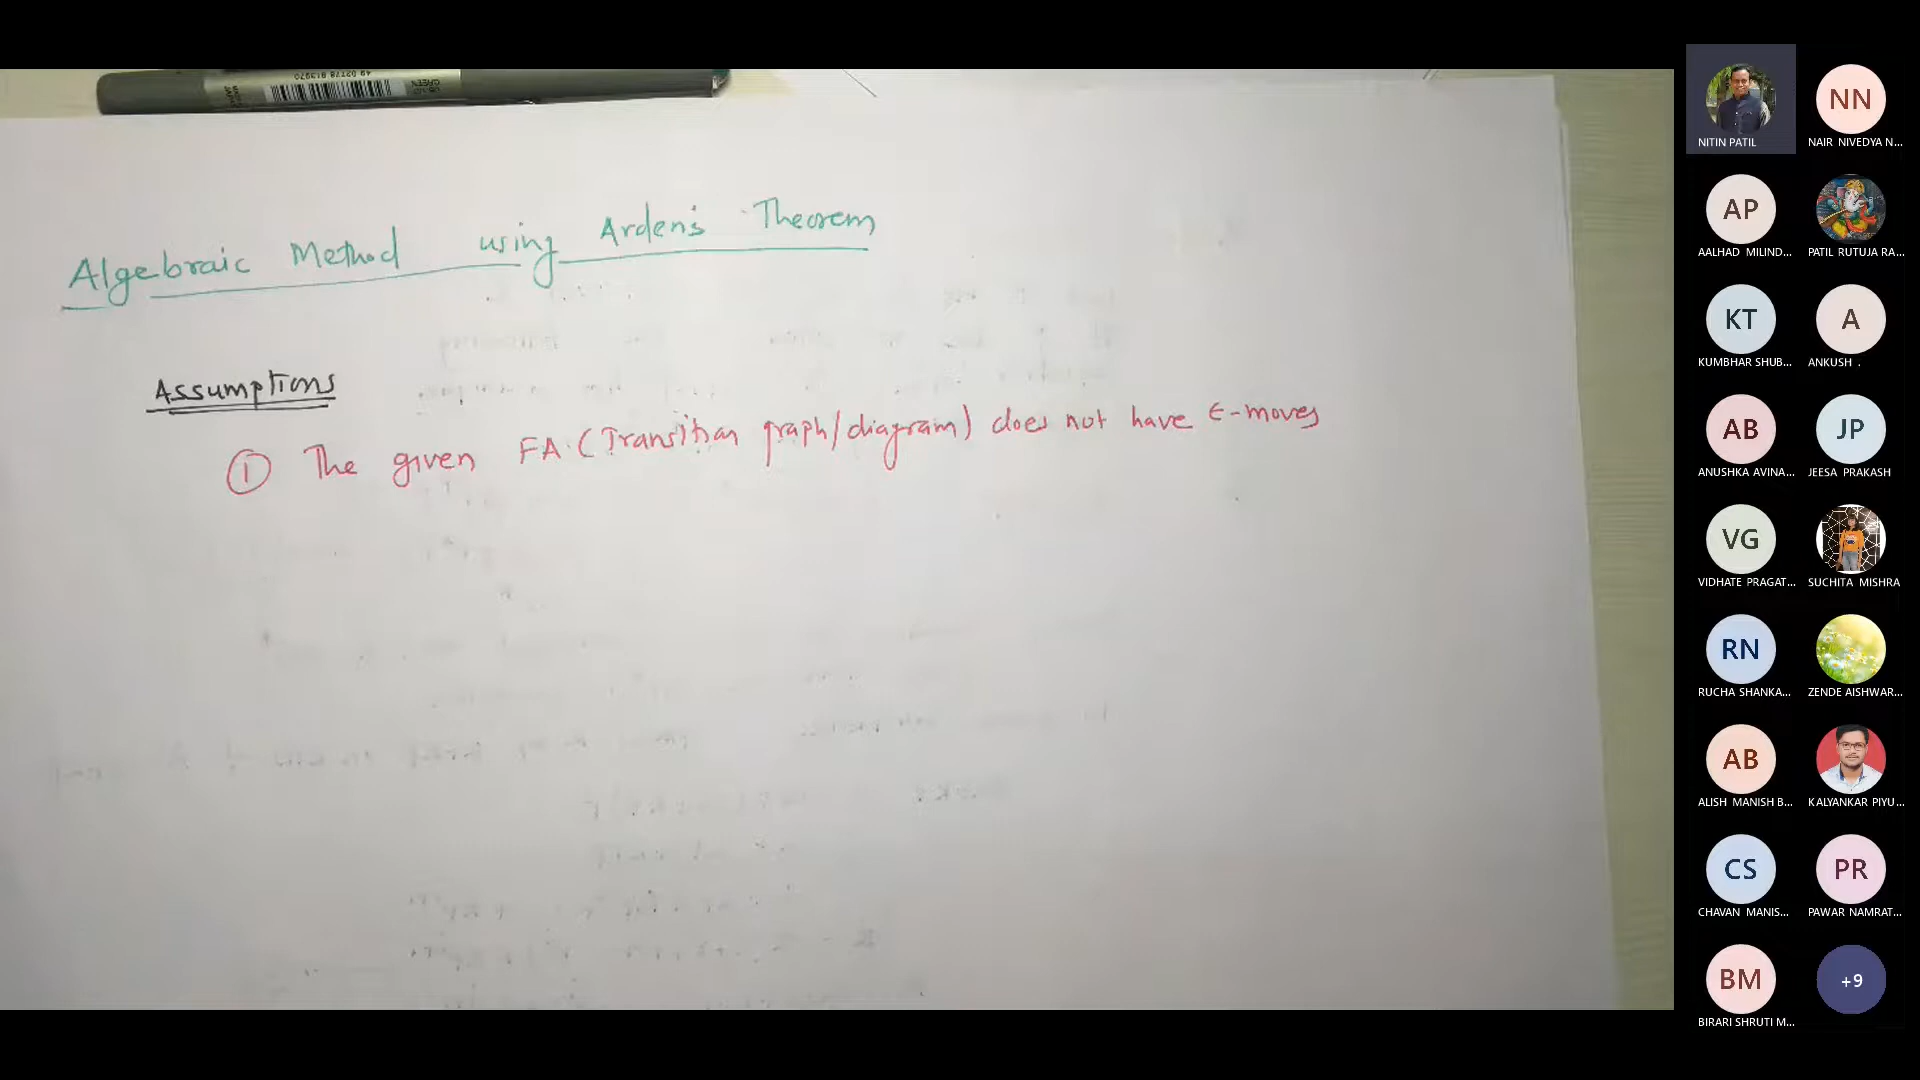 Algebraic Method using Arden's Theorem
Assumptions
① The given FA (Transition graph/diagram) does not have ε-moves
NITIN PATIL
NN
NAIR NIVEDYA N...
AP
AALHAD MILIND...
PATIL RUTUJA RA...
KT
KUMBHAR SHUB...
A
ANKUSH .
AB
ANUSHKA AVINA...
JP
JEESA PRAKASH
VG
VIDHATE PRAGAT...
SUCHITA MISHRA
RN
RUCHA SHANKA...
ZENDE AISHWAR...
AB
ALISH MANISH B...
KALYANKAR PIYU...
CS
CHAVAN MANIS...
PR
PAWAR NAMRAT...
BM
BIRARI SHRUTI M...
+9